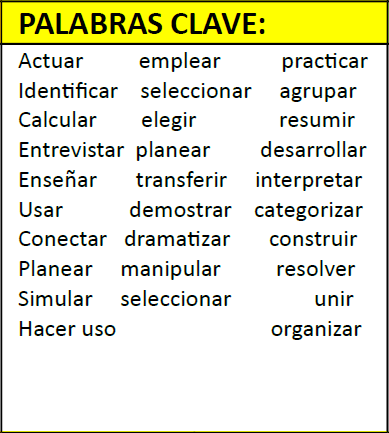 PALABRAS CLAVE:
Actuar emplear practicar
Identificar seleccionar agrupar
Calcular elegir resumir
Entrevistar planear desarrollar
Enseñar transferir interpretar
Usar demostrar categorizar
Conectar dramatizar construir
Planear manipular resolver
Simular seleccionar unir
Hacer uso organizar